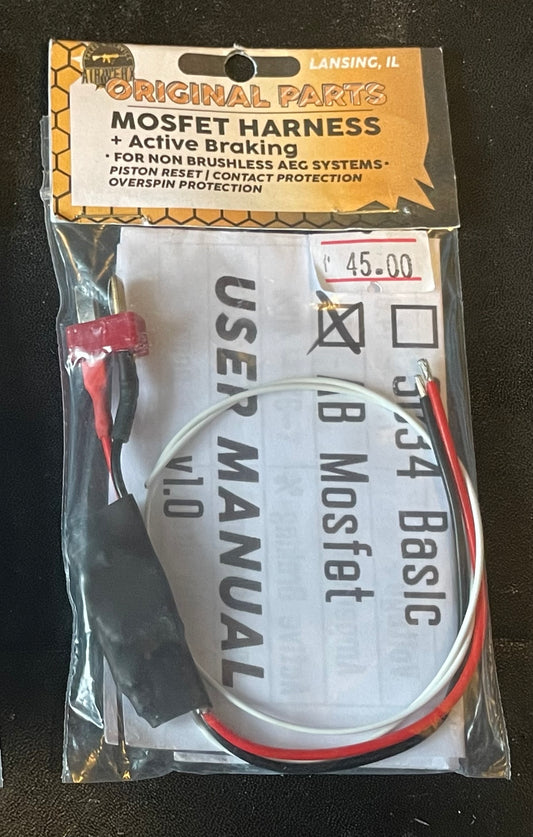 AIRWERX
LANSING, IL
ORIGINAL PARTS
MOSFET HARNESS
+ Active Braking
• FOR NON BRUSHLESS AEG SYSTEMS •
PISTON RESET | CONTACT PROTECTION
OVERSPIN PROTECTION
45.00
Basic
AB Mosfet
USER MANUAL
v1.0